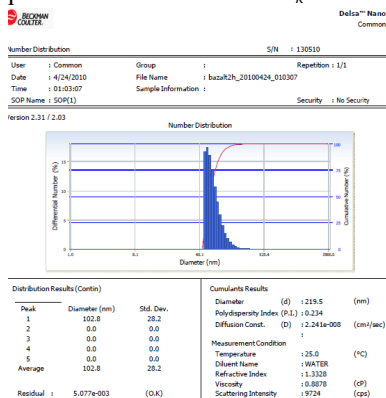 BECKMAN
COULTER.
Delsa™ Nano
Common
Number Distribution S/N : 130510
User : Common Group : Repetition : 1/1
Date : 4/24/2010 File Name : bazalt2h_20100424_010307
Time : 01:03:07 Sample Information :
SOP Name : SOP(1) Security : No Security
Version 2.31 / 2.03
Number Distribution
Differential Number (%)
Cumulative Number (%)
15
10
5
0
100
Diameter (nm)
Distribution Results (Contin)
Peak Diameter (nm) Std. Dev.
1 102.8 28.2
2 0.0 0.0
3 0.0 0.0
4 0.0 0.0
5 0.0 0.0
Average 102.8 28.2
Residual : 5.077e-003 (O.K)
Cumulants Results
Diameter (d) : 219.5 (nm)
Polydispersity Index (P.I.) : 0.234
Diffusion Const. (D) : 2.241e-008 (cm²/sec)
:
Measurement Condition
Temperature : 25.0 (°C)
Diluent Name : WATER
Refractive Index : 1.3328
Viscosity : 0.8878 (cP)
Scattering Intensity : 9724 (cps)